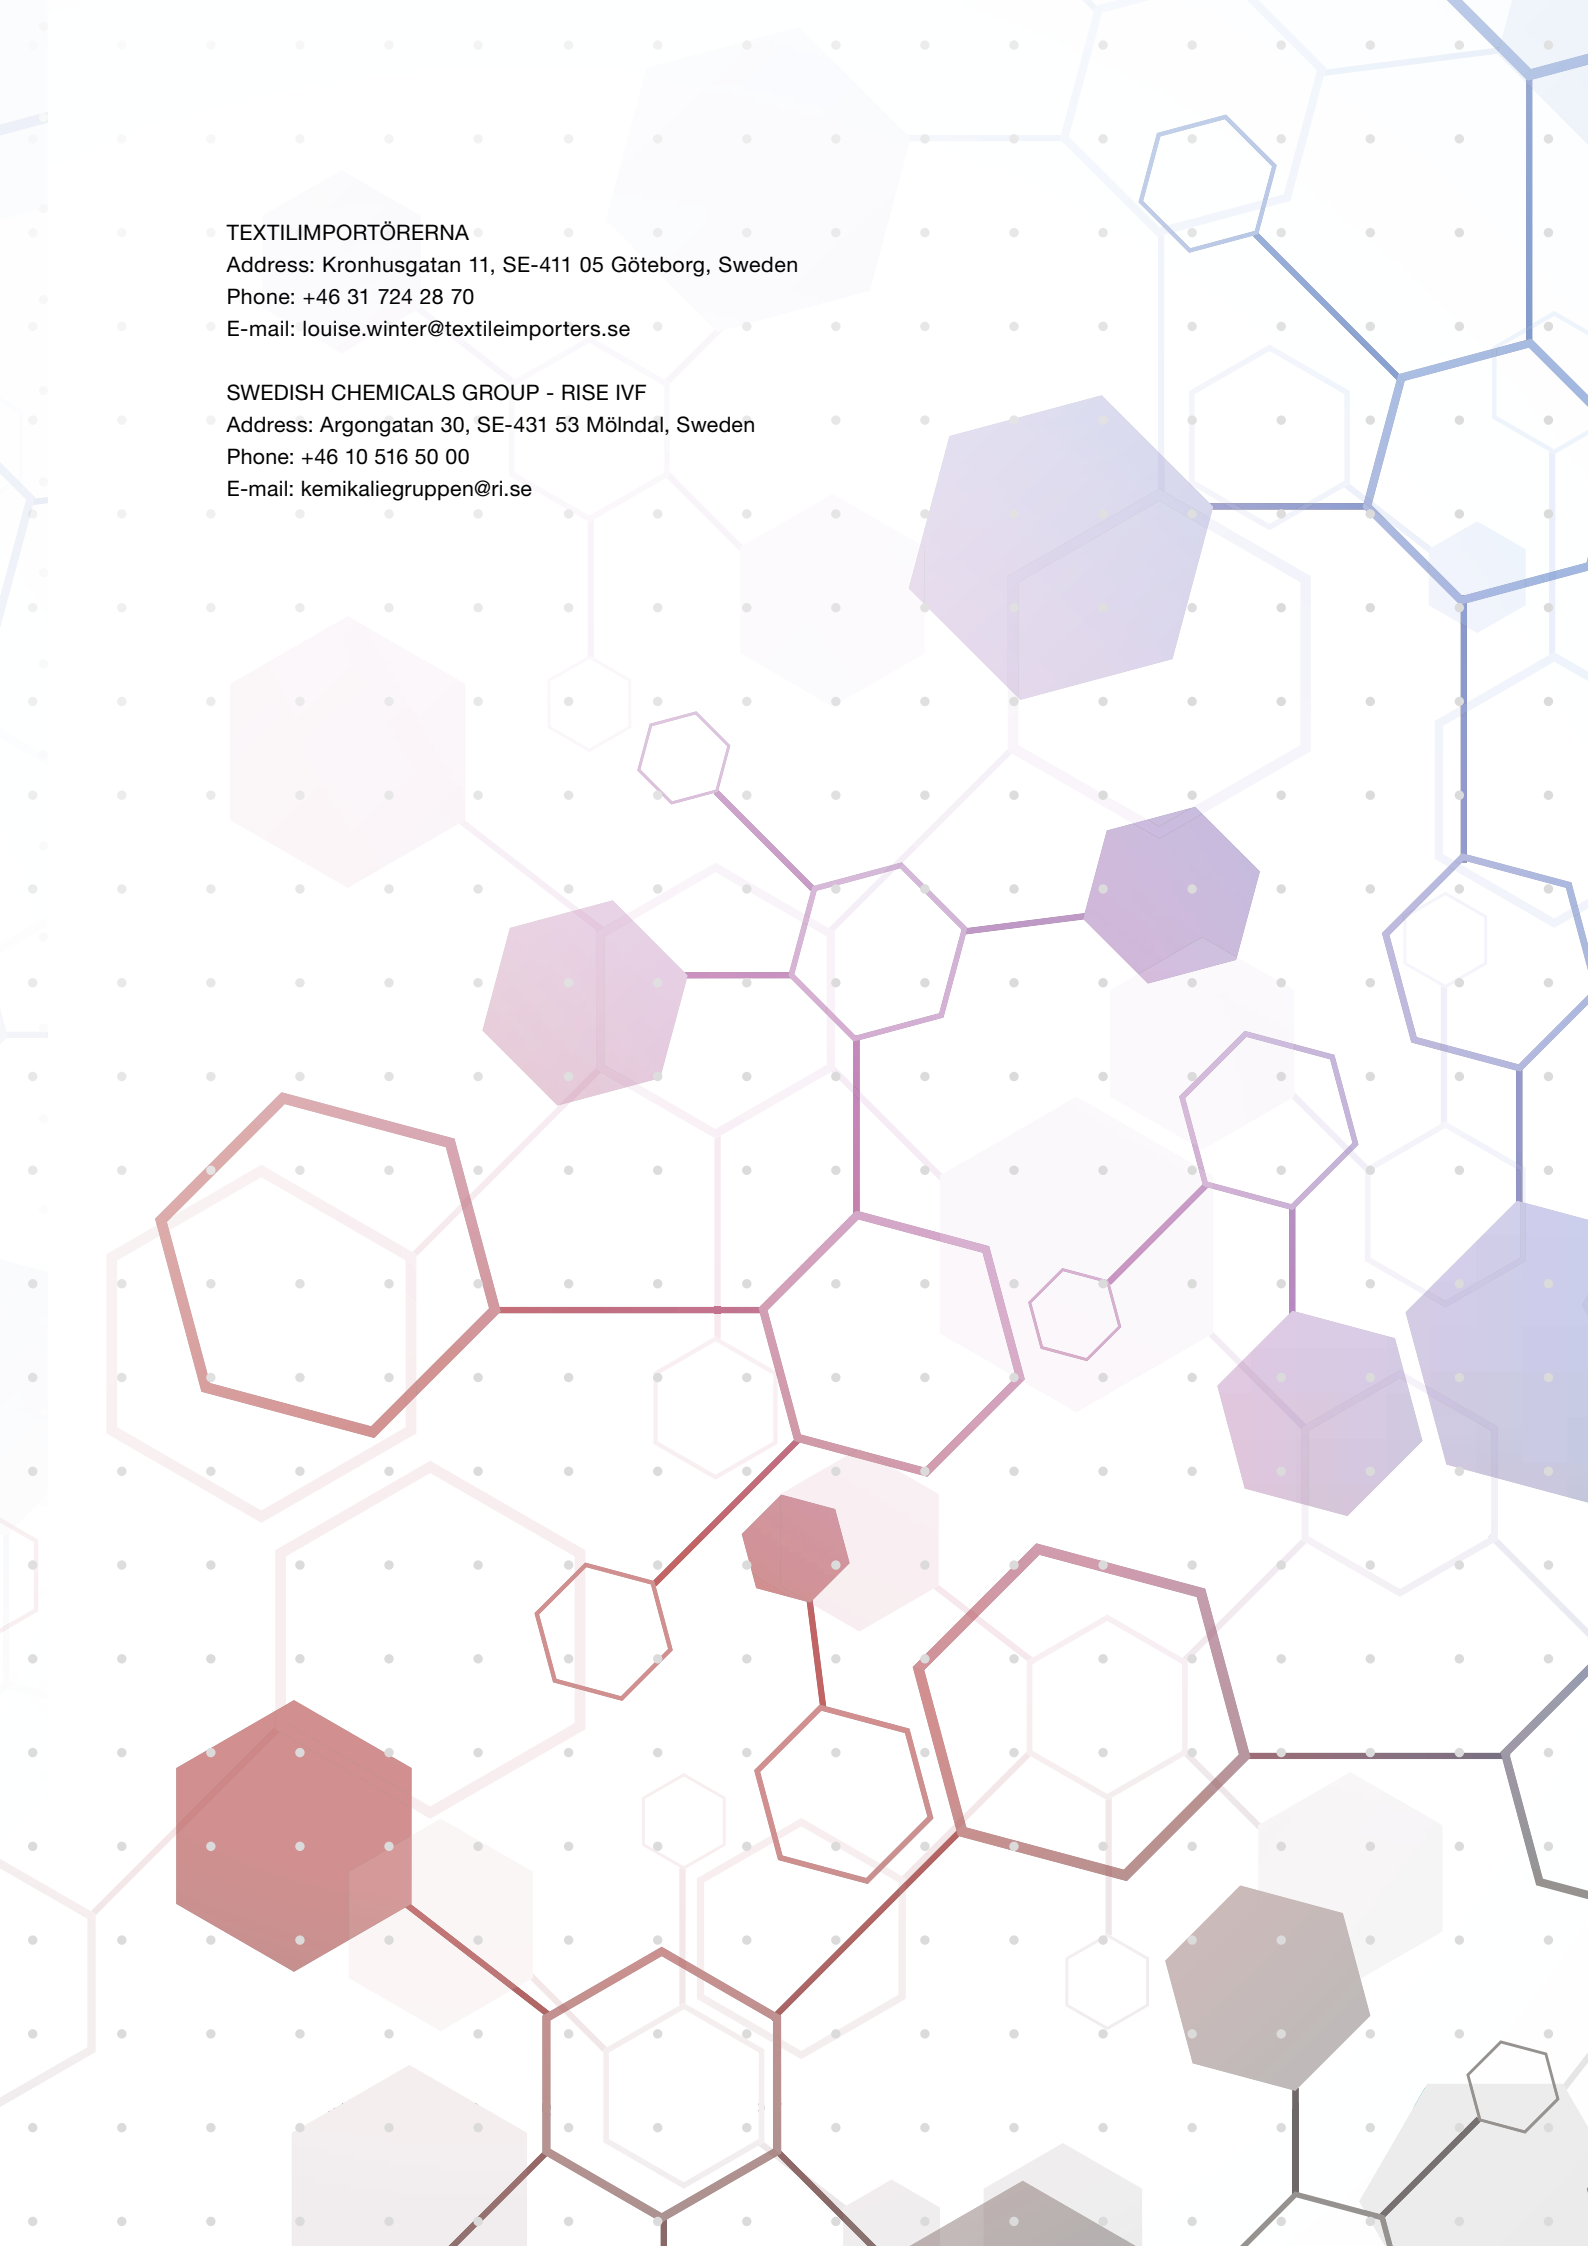 TEXTILIMPORTÖRERNA
Address: Kronhusgatan 11, SE-411 05 Göteborg, Sweden
Phone: +46 31 724 28 70
E-mail: louise.winter@textileimporters.se
SWEDISH CHEMICALS GROUP - RISE IVF
Address: Argongatan 30, SE-431 53 Mölndal, Sweden
Phone: +46 10 516 50 00
E-mail: kemikaliegruppen@ri.se